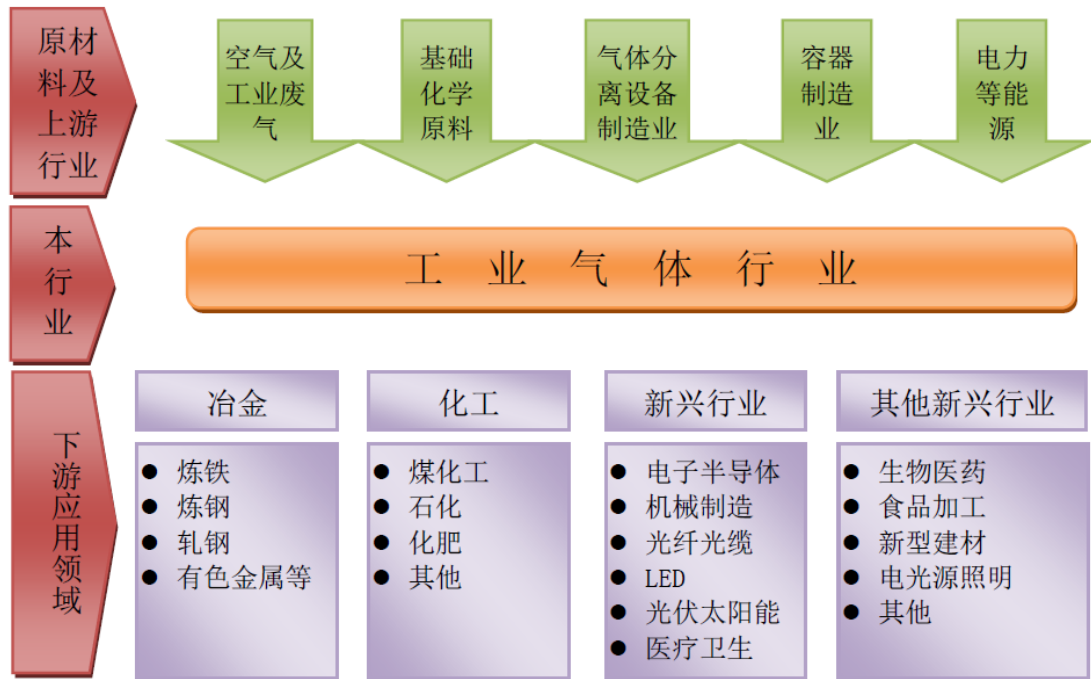 原材
料及
上游
行业
空气及
工业废
气
基础
化学
原料
气体分
离设备
制造业
容器
制造
业
电力
等能
源
本
行
业
工业气体行业
下
游
应
用
领
域
冶金
● 炼铁
● 炼钢
● 轧钢
● 有色金属等
化工
● 煤化工
● 石化
● 化肥
● 其他
新兴行业
● 电子半导体
● 机械制造
● 光纤光缆
● LED
● 光伏太阳能
● 医疗卫生
其他新兴行业
● 生物医药
● 食品加工
● 新型建材
● 电光源照明
● 其他